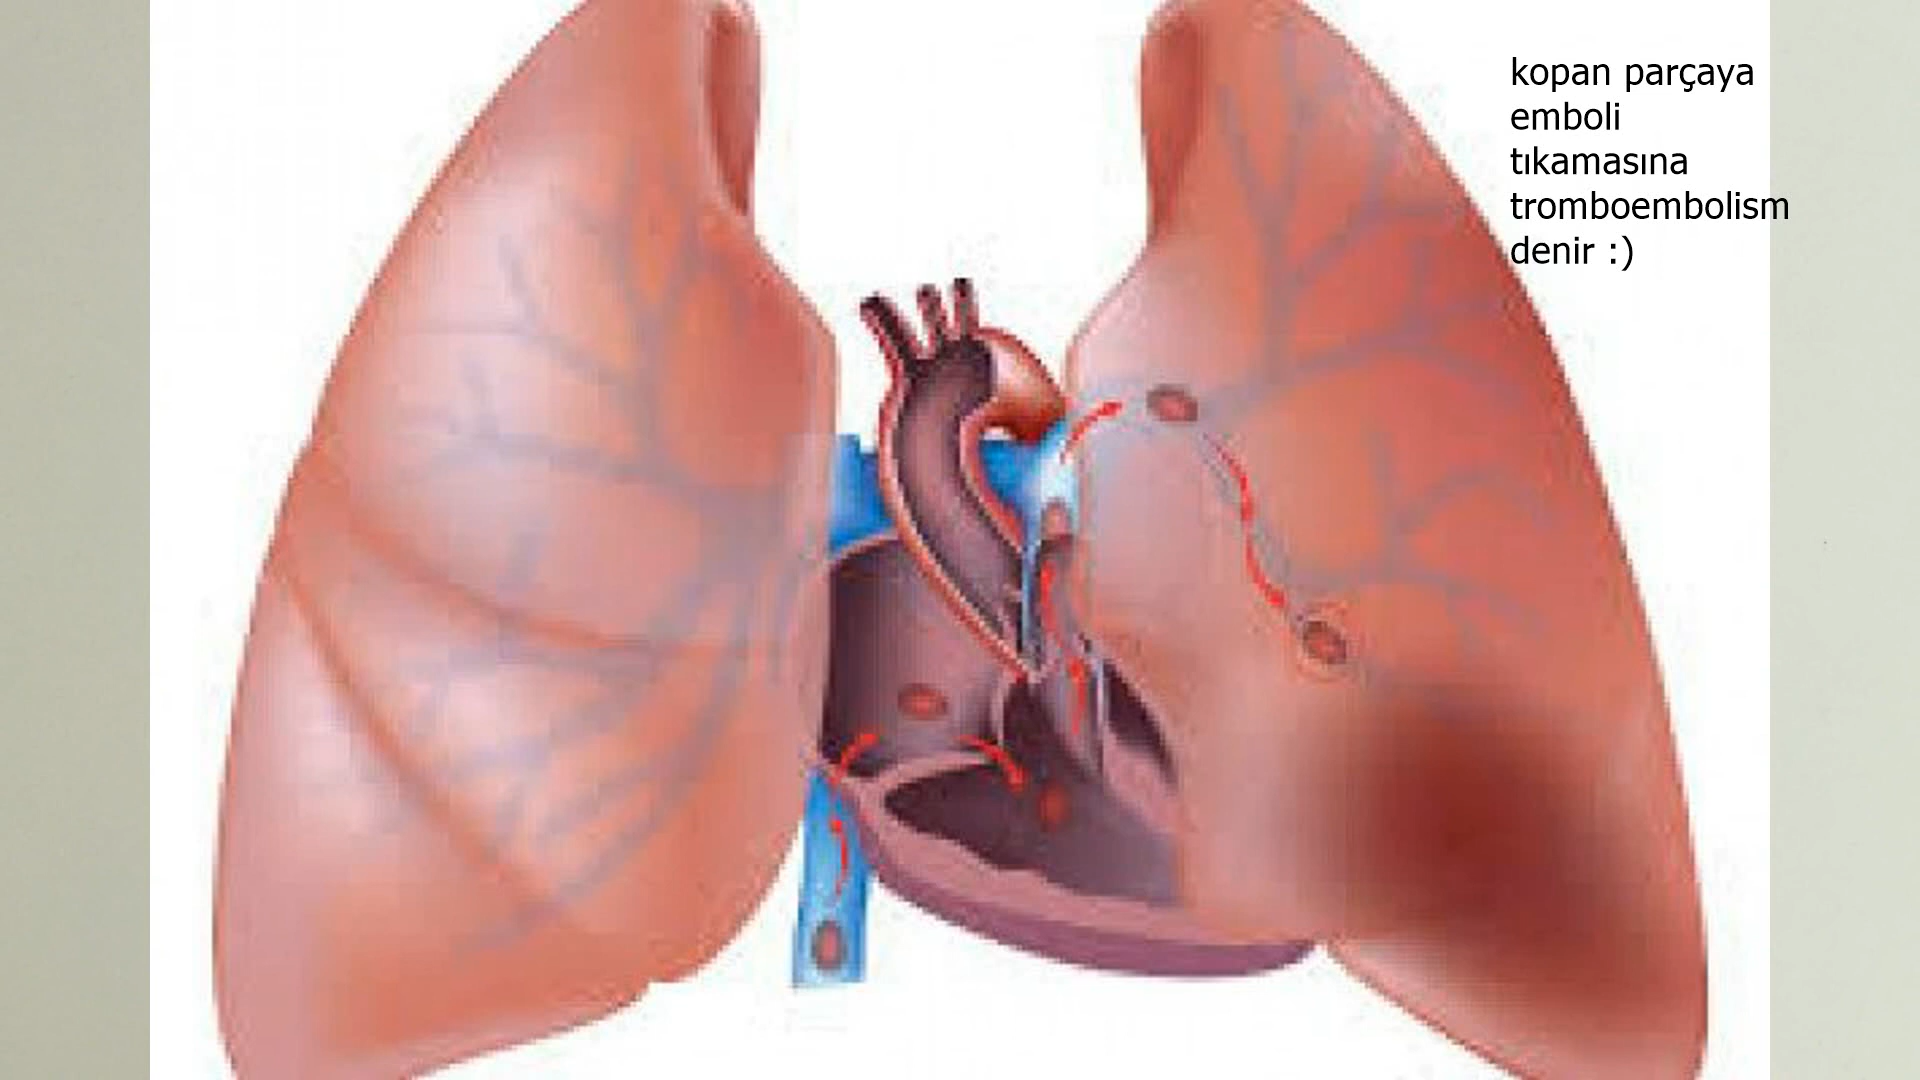 kopan parçaya
emboli
tıkamasına
tromboembolism
denir :)